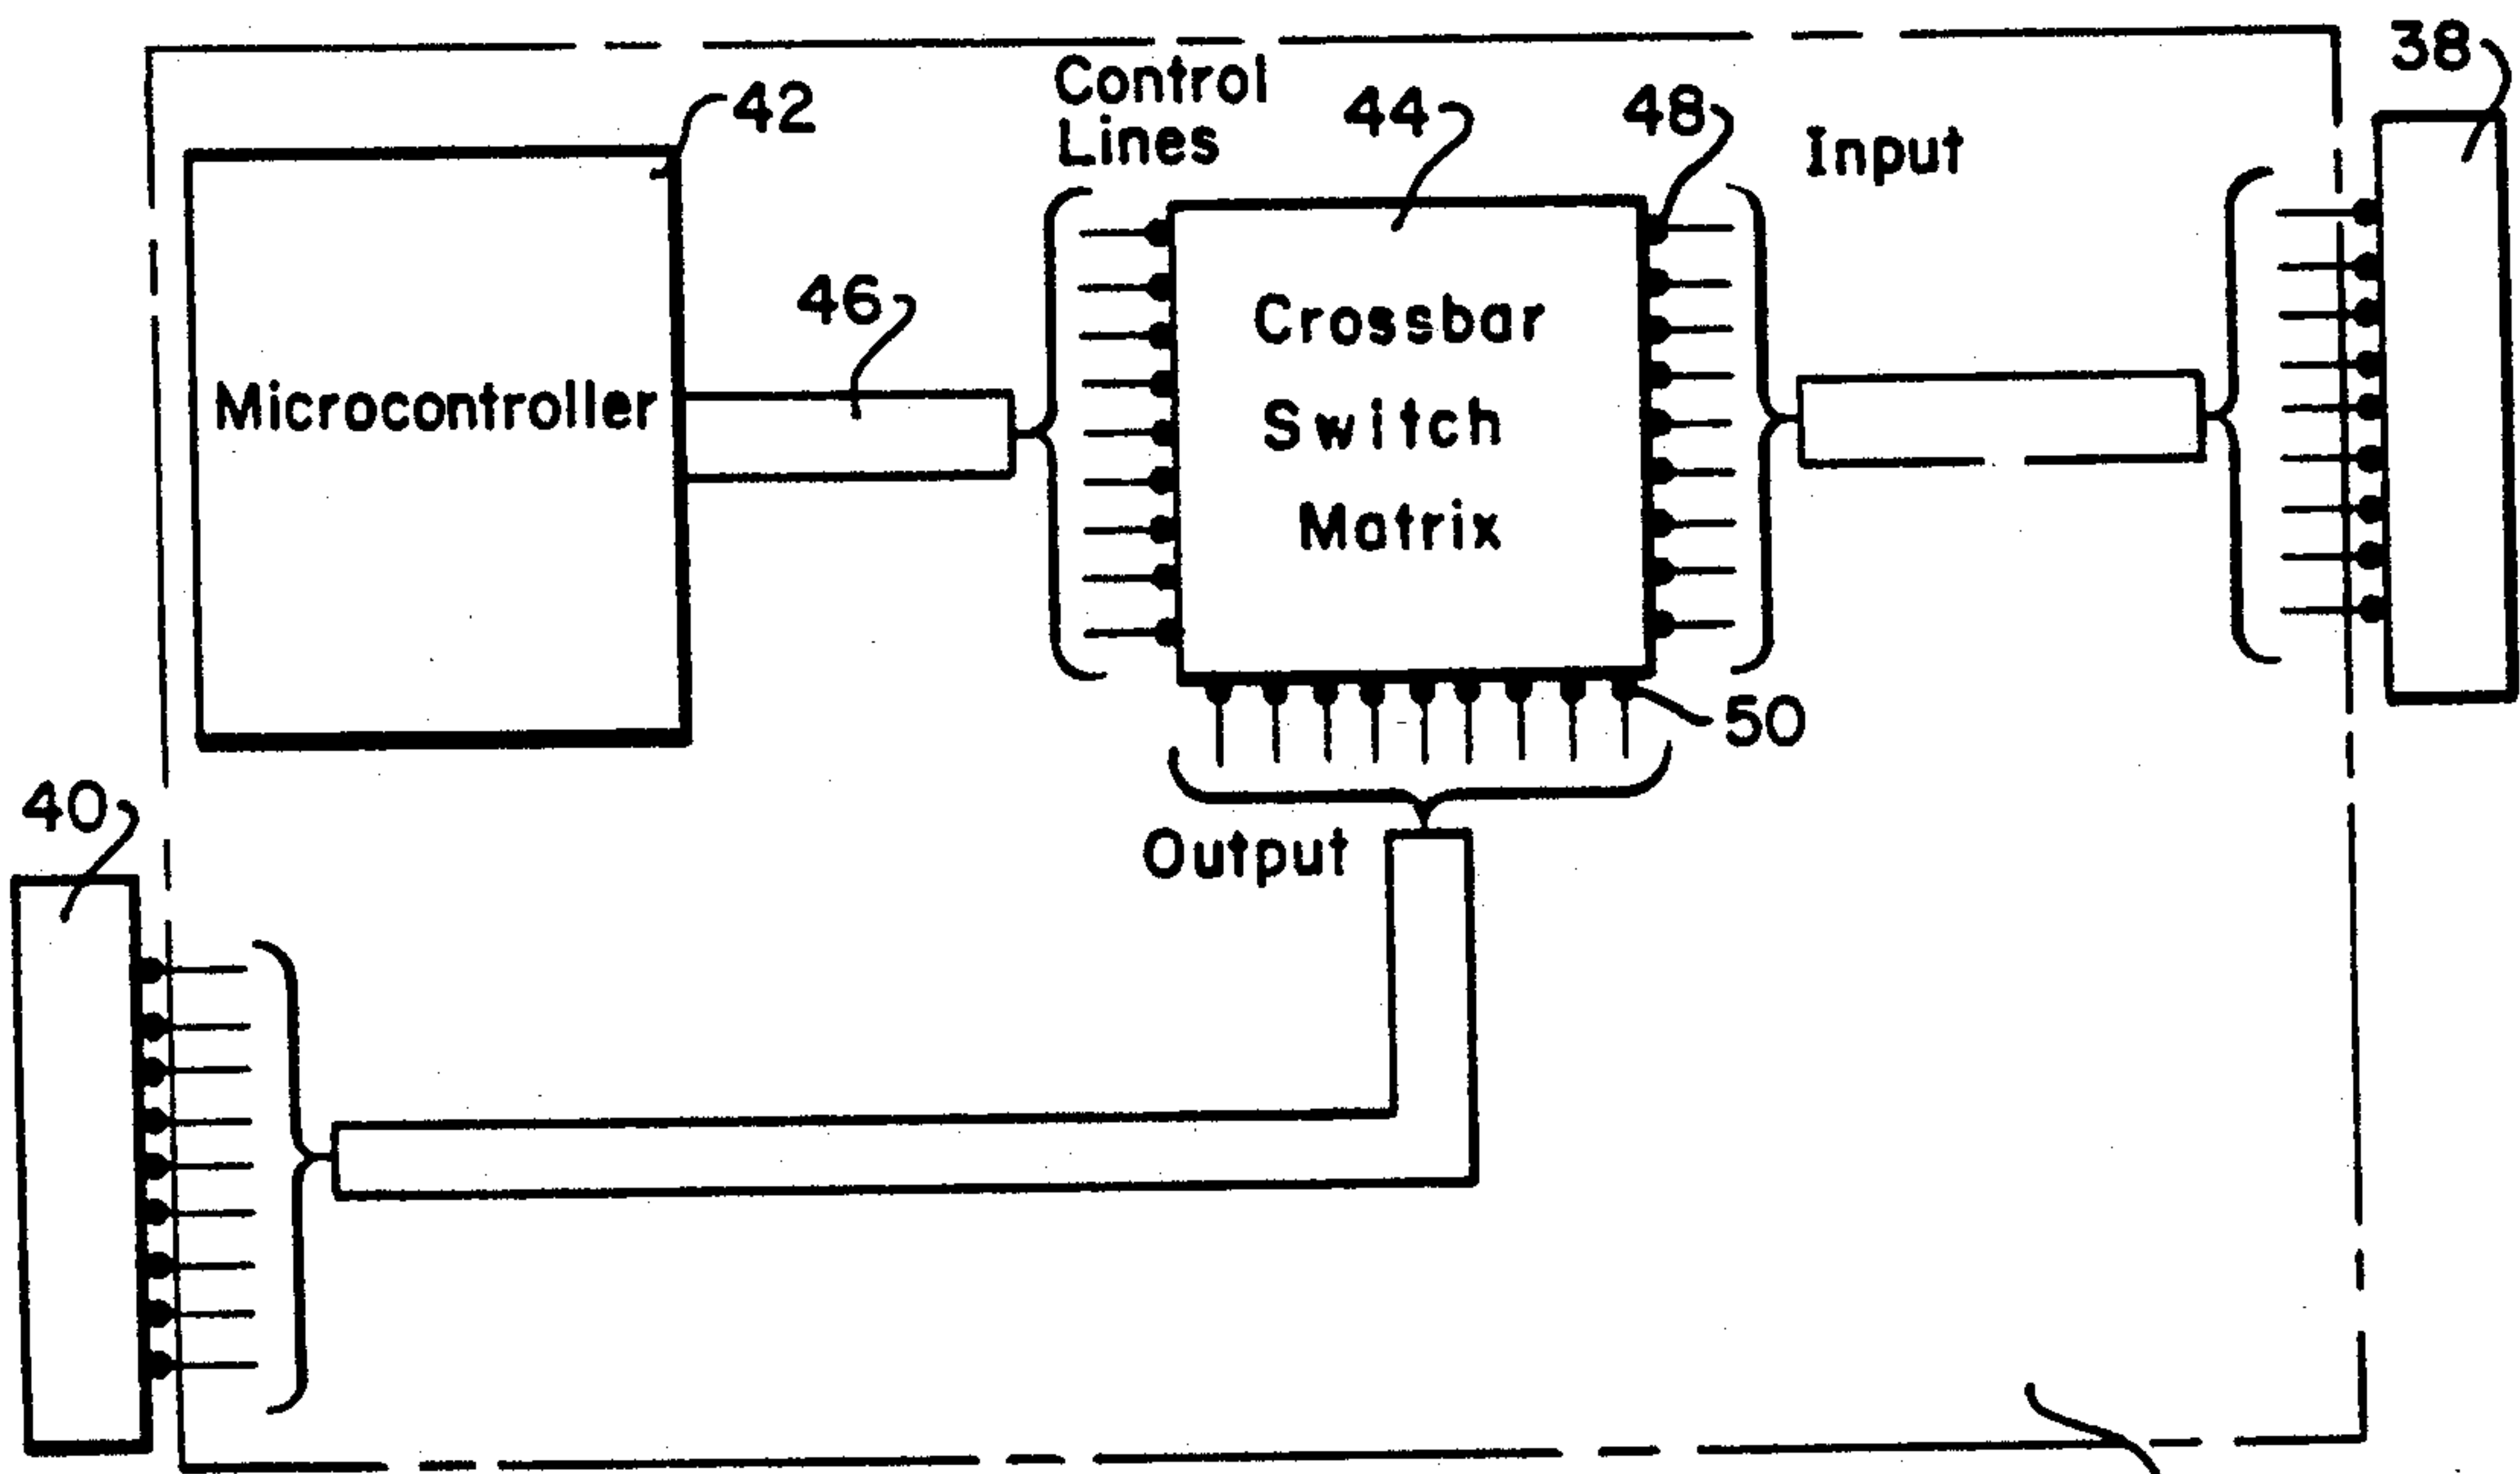 38
Control
42
44
48
Lines
Input
46
Crossbar
Microcontroller
Switch
Matrix
50
40
Output